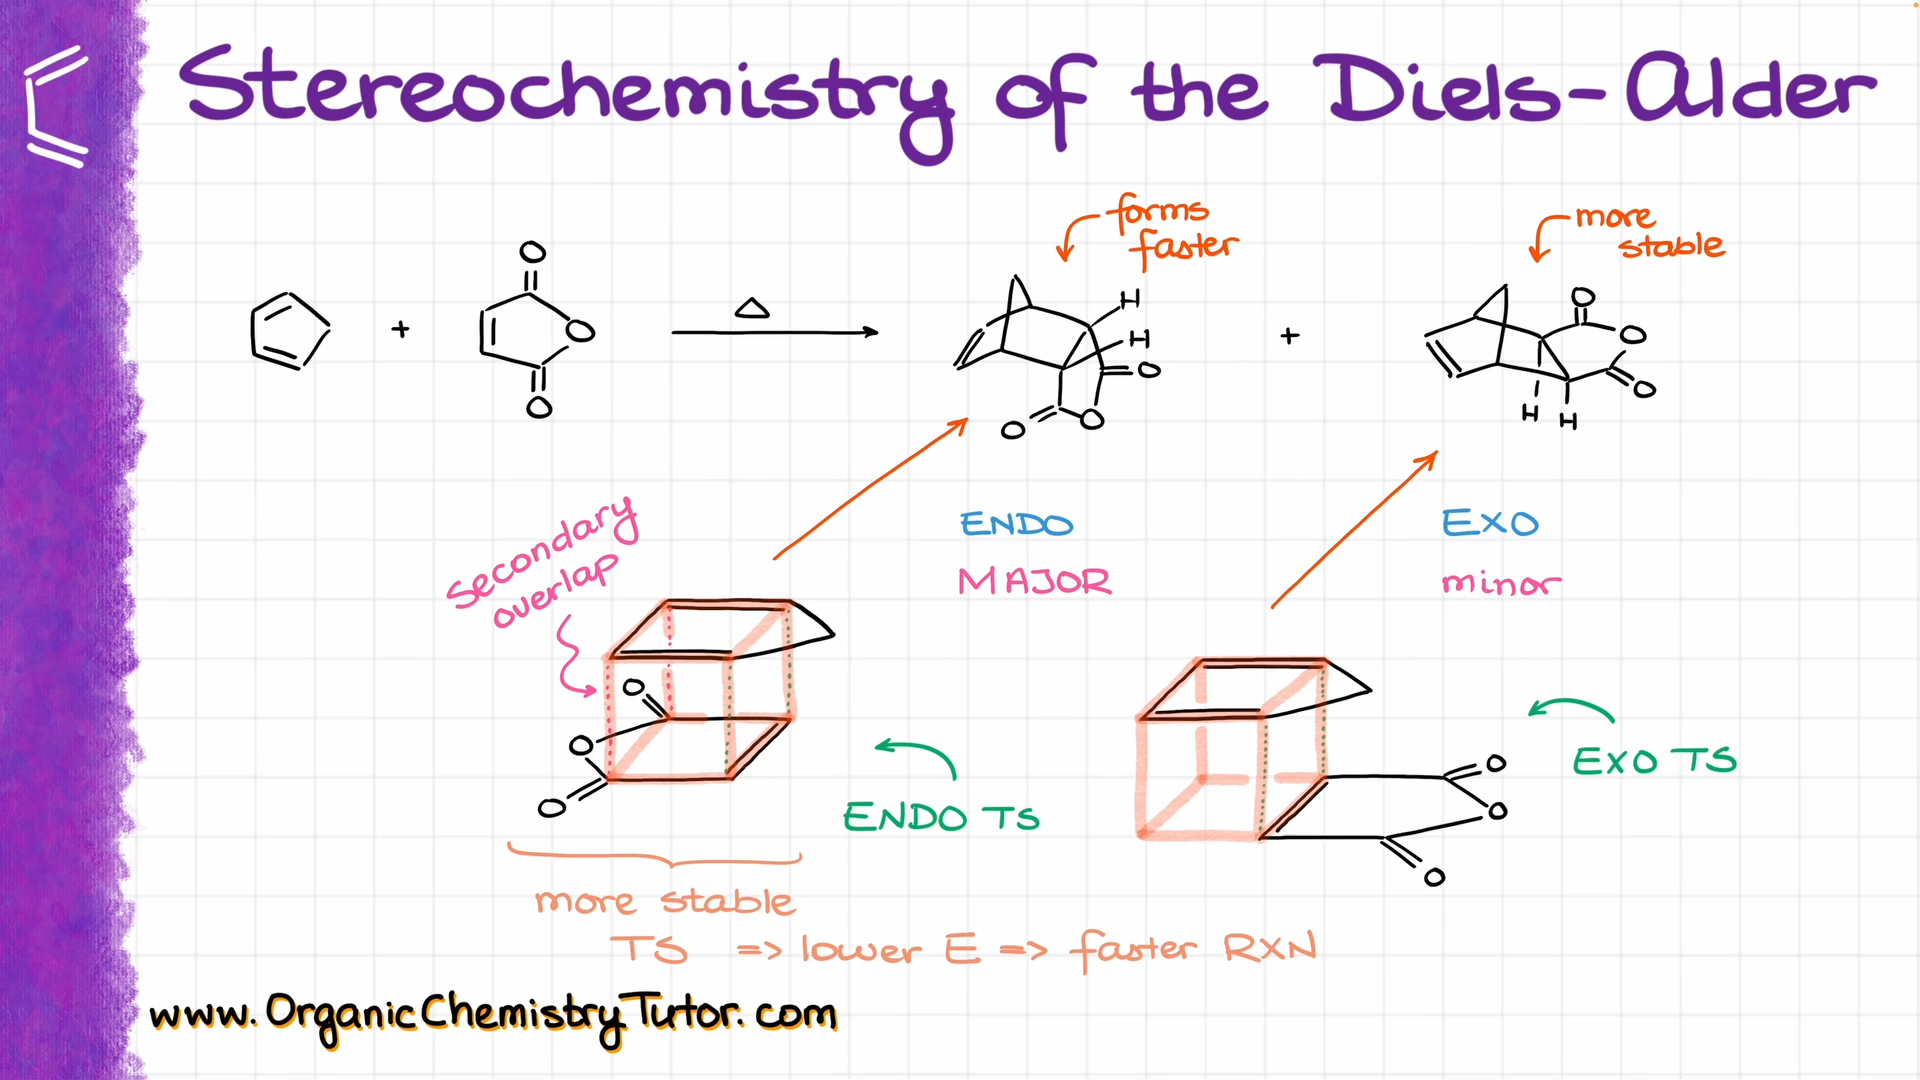 Stereochemistry of the Diels-Alder
forms
faster
more
stable
O
O
O
+
Δ
H
H
O
O
O
+
O
O
O
H H
ENDO
MAJOR
EXO
minor
secondary
overlap
O
O
O
ENDO TS
O
O
O
EXO TS
more stable
TS => lower E => faster RXN
www.OrganicChemistryTutor.com